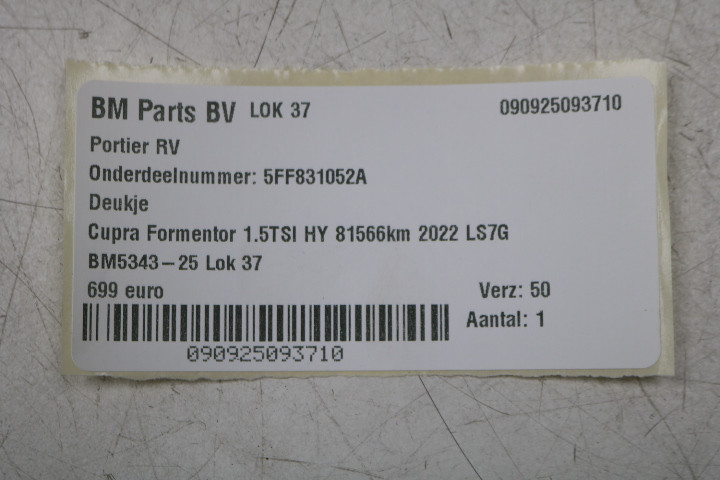 BM Parts BV LOK 37 090925093710
Portier RV
Onderdeelnummer: 5FF831052A
Deukje
Cupra Formentor 1.5TSI HY 81566km 2022 LS7G
BM5343-25 Lok 37
699 euro Verz: 50
Aantal: 1
090925093710